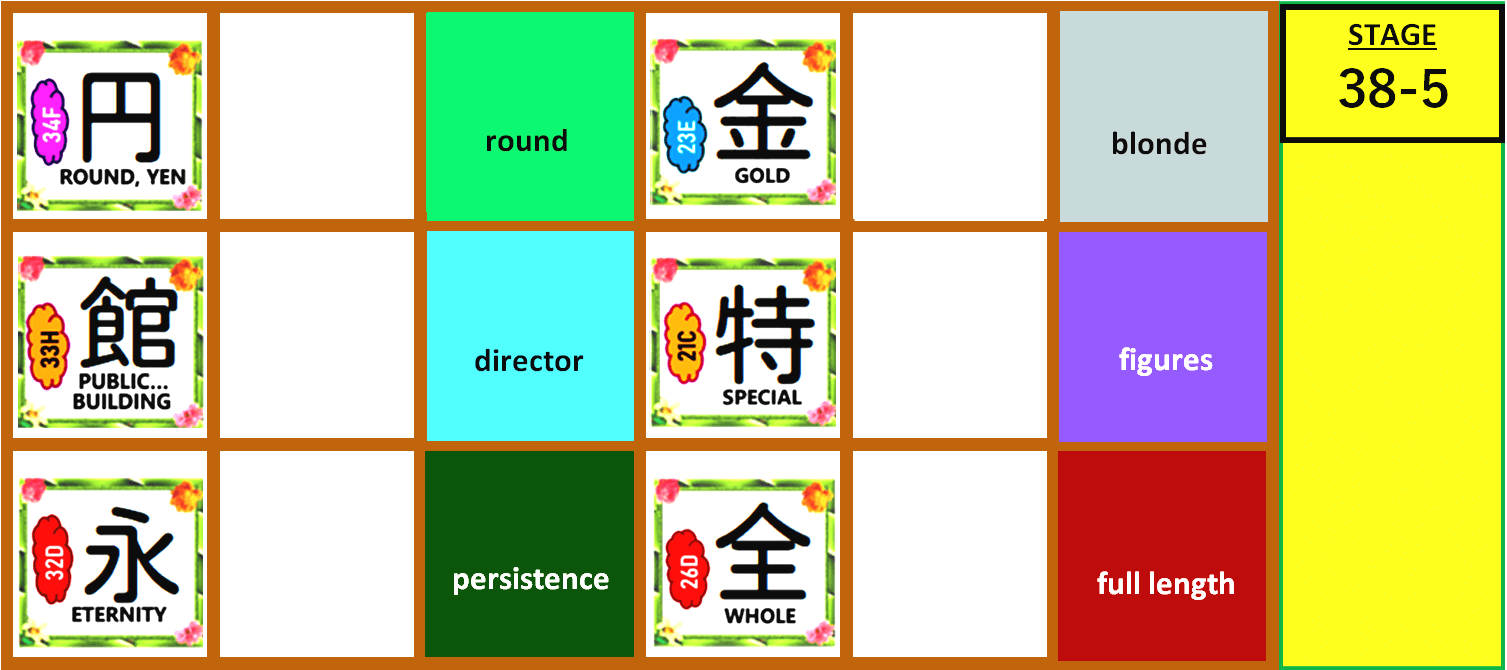 34F
円
ROUND, YEN
round
23E
金
GOLD
blonde
STAGE
38-5
33H
館
PUBLIC...
BUILDING
director
21C
特
SPECIAL
figures
32D
永
ETERNITY
persistence
26D
全
WHOLE
full length